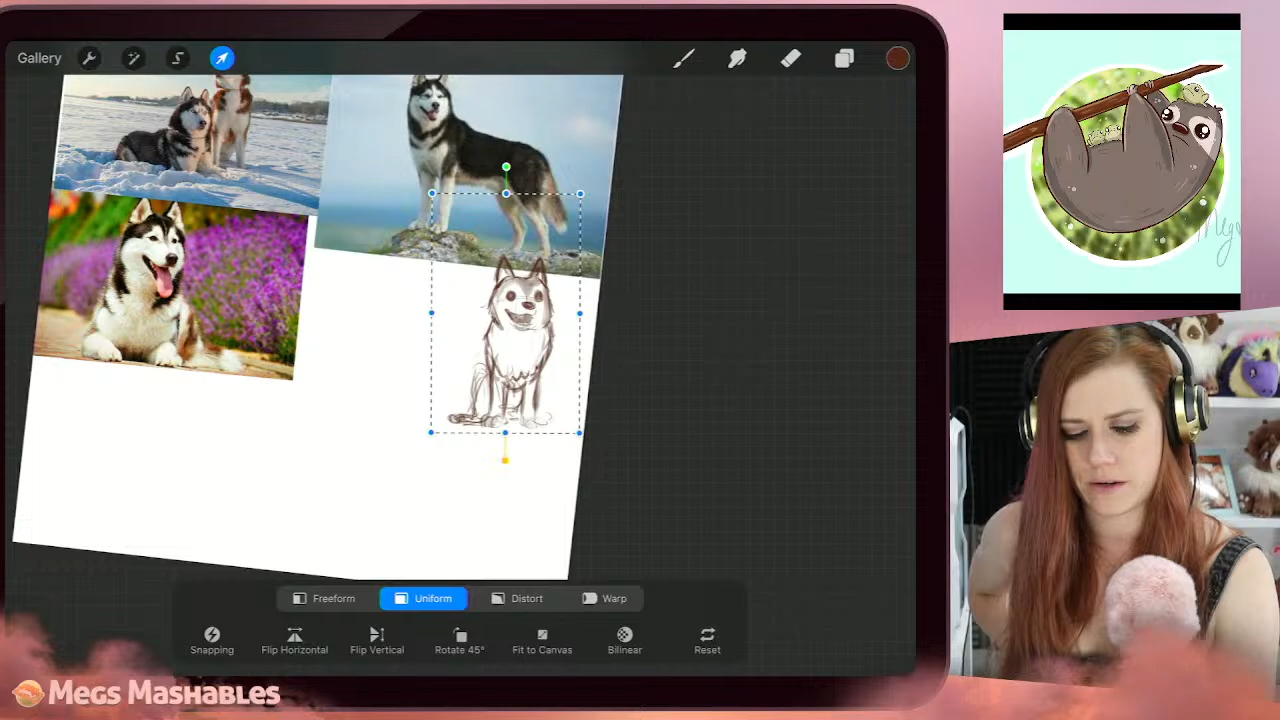 Gallery
Freeform
Uniform
Distort
Warp
Snapping
Flip Horizontal
Flip Vertical
Rotate 45°
Fit to Canvas
Bilinear
Reset
Megs Mashables